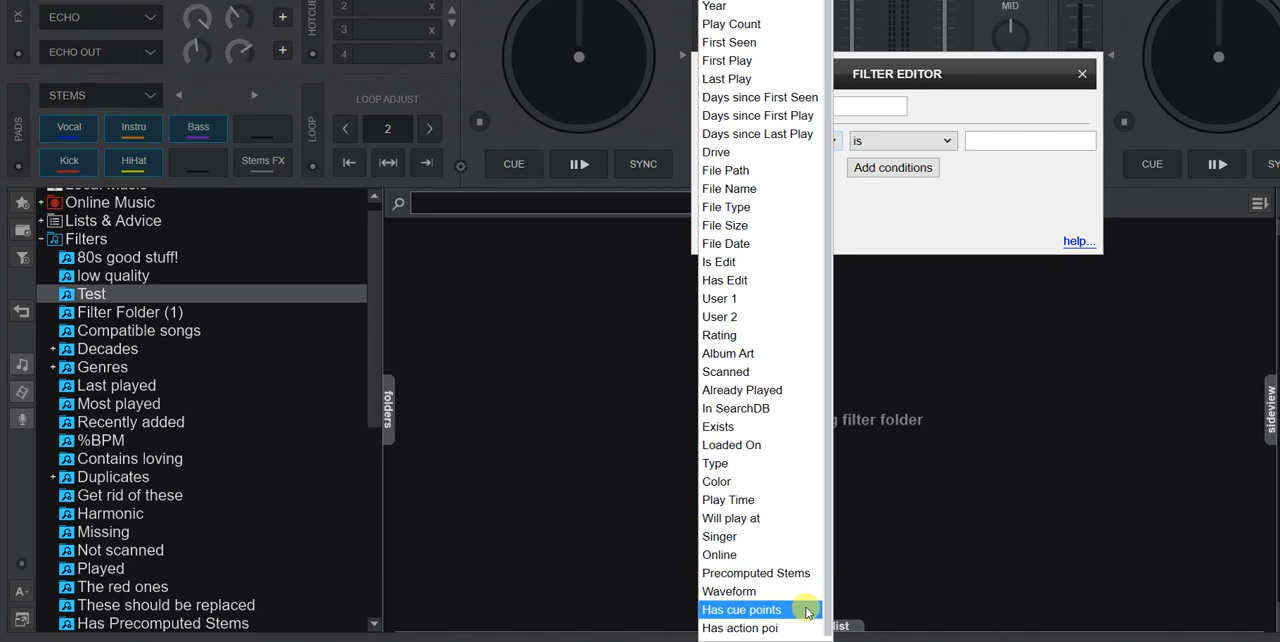 FX
ECHO
+
ECHO OUT
+
HOTCUE
2 x
3 x
4 x
PADS
STEMS
Vocal
Instru
Bass
Kick
HiHat
Stems FX
LOOP
LOOP ADJUST
2
CUE
SYNC
MID
CUE
Online Music
Lists & Advice
Filters
80s good stuff!
low quality
Test
Filter Folder (1)
Compatible songs
Decades
Genres
Last played
Most played
Recently added
%BPM
Contains loving
Duplicates
Get rid of these
Harmonic
Missing
Not scanned
Played
The red ones
These should be replaced
Has Precomputed Stems
A+
folders
Year
Play Count
First Seen
First Play
Last Play
Days since First Seen
Days since First Play
Days since Last Play
Drive
File Path
File Name
File Type
File Size
File Date
Is Edit
Has Edit
User 1
User 2
Rating
Album Art
Scanned
Already Played
In SearchDB
Exists
Loaded On
Type
Color
Play Time
Will play at
Singer
Online
Precomputed Stems
Waveform
Has cue points
Has action poi
FILTER EDITOR
is
Add conditions
help...
filter folder
sideview